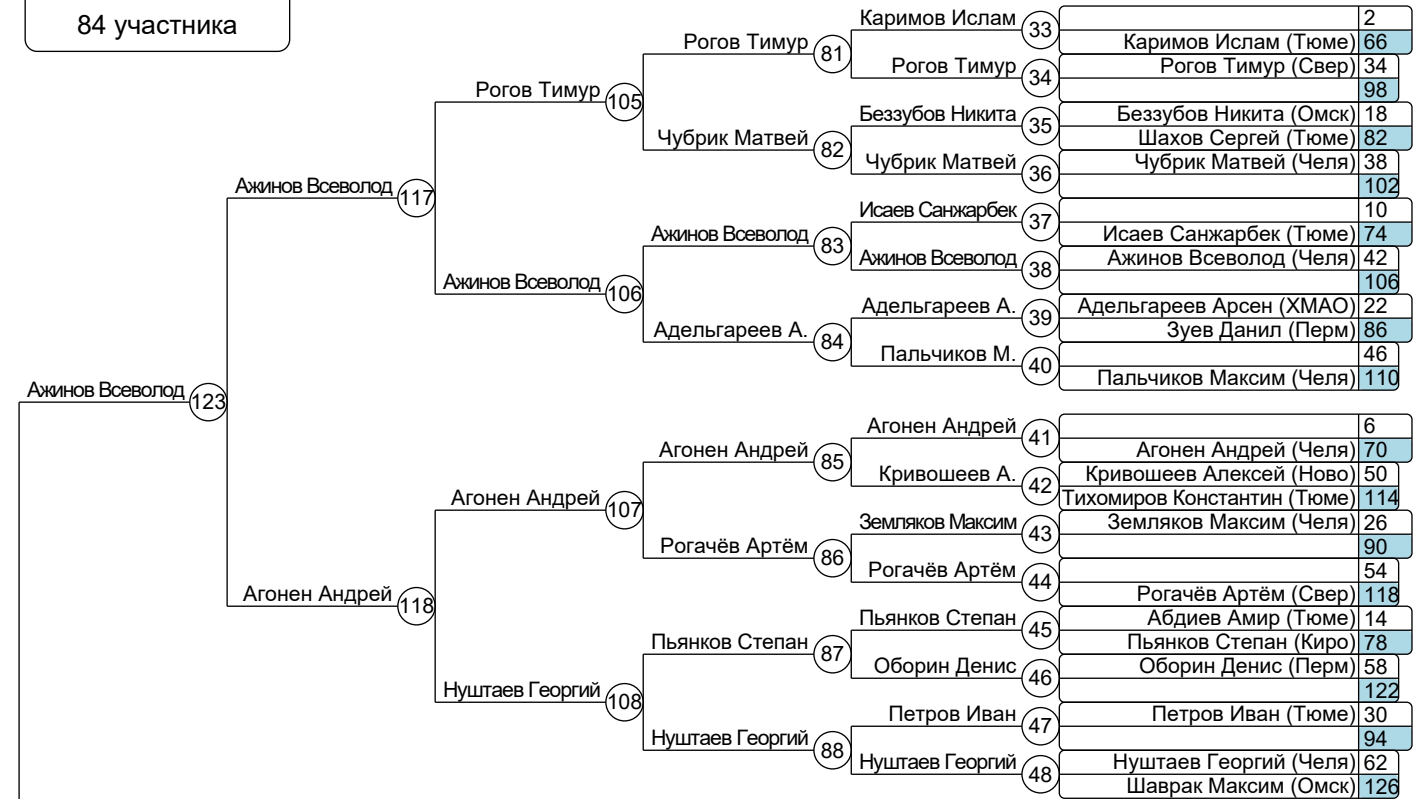 84 участника
Каримов Ислам 33 2
Рогов Тимур 81 Каримов Ислам (Тюме) 66
Рогов Тимур 34 Рогов Тимур (Свер) 34
Рогов Тимур 105 98
Беззубов Никита 35 Беззубов Никита (Омск) 18
Чубрик Матвей 82 Шахов Сергей (Тюме) 82
Чубрик Матвей 36 Чубрик Матвей (Челя) 38
Ажинов Всеволод 117 102
Исаев Санжарбек 37 10
Ажинов Всеволод 83 Исаев Санжарбек (Тюме) 74
Ажинов Всеволод 38 Ажинов Всеволод (Челя) 42
Ажинов Всеволод 106 106
Адельгареев А. 39 Адельгареев Арсен (ХМАО) 22
Адельгареев А. 84 Зуев Данил (Перм) 86
Пальчиков М. 40 46
Пальчиков Максим (Челя) 110
Ажинов Всеволод 123
Агонен Андрей 41 6
Агонен Андрей 85 Агонен Андрей (Челя) 70
Кривошеев А. 42 Кривошеев Алексей (Ново) 50
Агонен Андрей 107 Тихомиров Константин (Тюме) 114
Земляков Максим 43 Земляков Максим (Челя) 26
Рогачёв Артём 86 90
Рогачёв Артём 44 54
Агонен Андрей 118 Рогачёв Артём (Свер) 118
Пьянков Степан 45 Абдиев Амир (Тюме) 14
Пьянков Степан 87 Пьянков Степан (Киро) 78
Оборин Денис 46 Оборин Денис (Перм) 58
Нуштаев Георгий 108 122
Петров Иван 47 Петров Иван (Тюме) 30
Нуштаев Георгий 88 94
Нуштаев Георгий 48 Нуштаев Георгий (Челя) 62
Шаврак Максим (Омск) 126